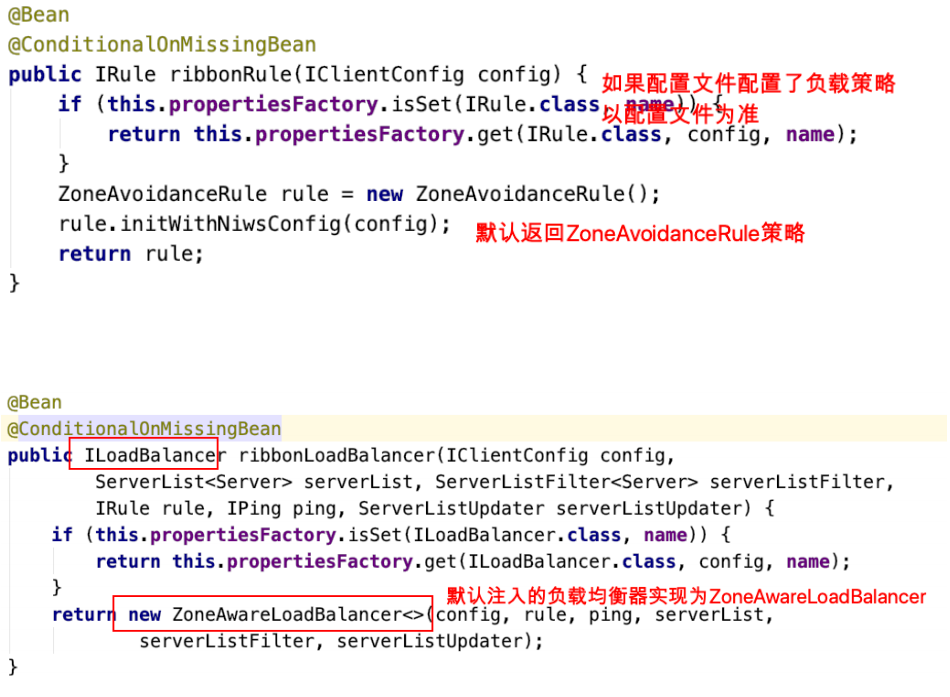 @Bean
@ConditionalOnMissingBean
public IRule ribbonRule(IClientConfig config) {
如果配置文件配置了负载策略
if (this.propertiesFactory.isSet(IRule.class, name)) {
以配置文件为准
return this.propertiesFactory.get(IRule.class, config, name);
}
ZoneAvoidanceRule rule = new ZoneAvoidanceRule();
rule.initWithNiwsConfig(config);
默认返回ZoneAvoidanceRule策略
return rule;
}
@Bean
@ConditionalOnMissingBean
public ILoadBalancer ribbonLoadBalancer(IClientConfig config,
ServerList<Server> serverList, ServerListFilter<Server> serverListFilter,
IRule rule, IPing ping, ServerListUpdater serverListUpdater) {
if (this.propertiesFactory.isSet(ILoadBalancer.class, name)) {
return this.propertiesFactory.get(ILoadBalancer.class, config, name);
}
默认注入的负载均衡器实现为ZoneAwareLoadBalancer
return new ZoneAwareLoadBalancer<>(config, rule, ping, serverList,
serverListFilter, serverListUpdater);
}